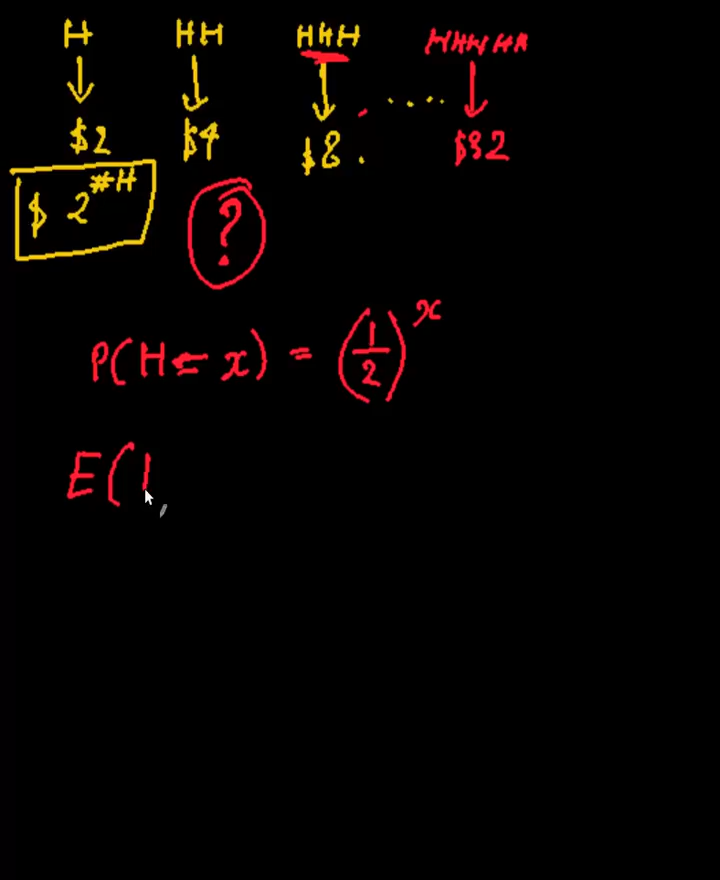 H HH HHH HHHHH
$2 $4 $8. .... $32
$ 2^#H ?
P(H = x) = (1/2)^x
E(